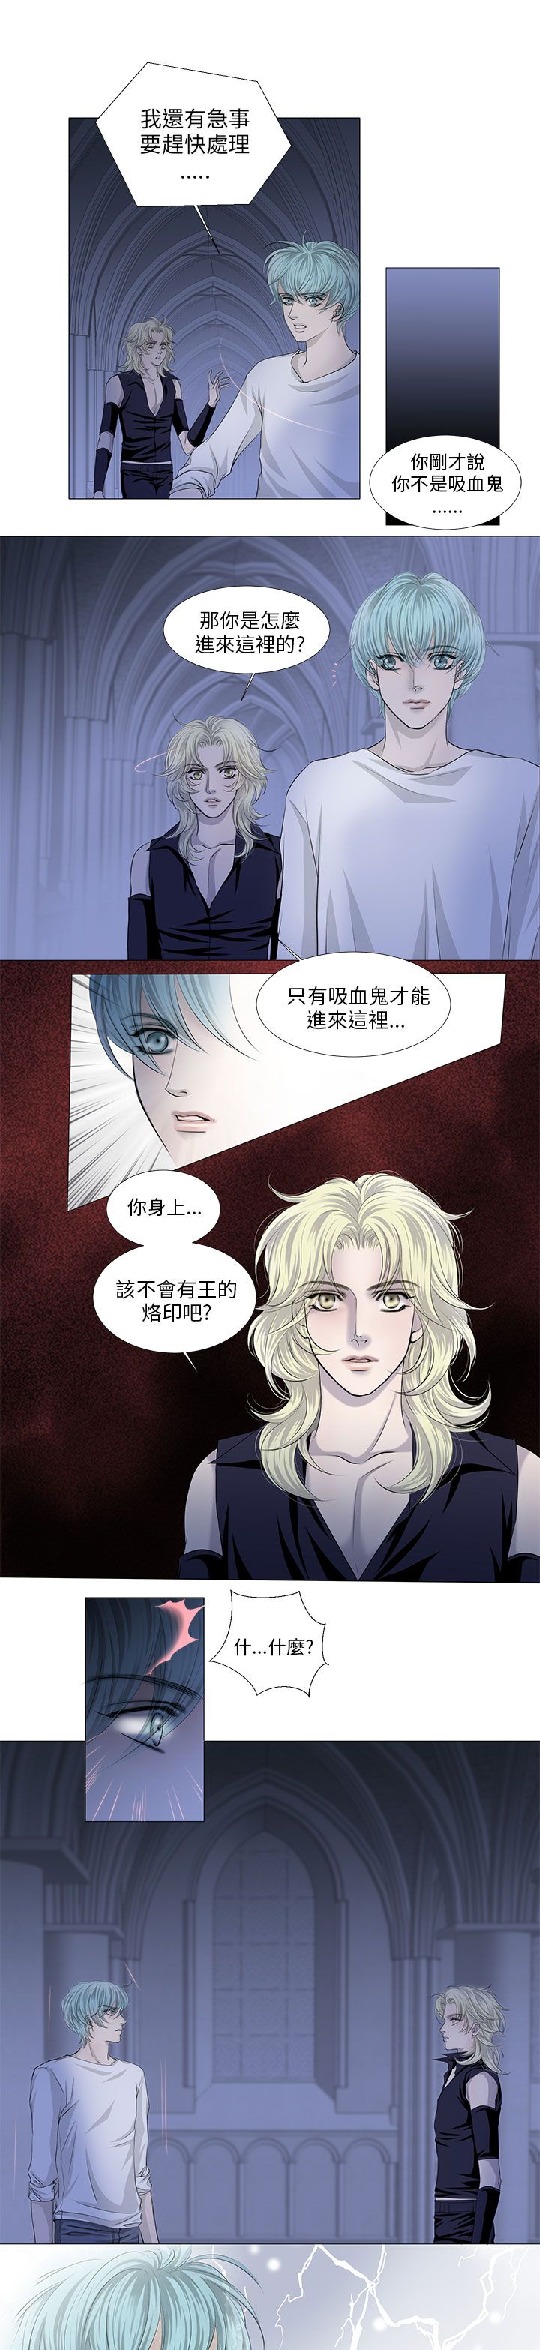 我還有急事
要趕快處理
.....
你剛才說
你不是吸血鬼
......
那你是怎麼
進來這裡的?
只有吸血鬼才能
進來這裡...
你身上...
該不會有王的
烙印吧?
什...什麼?